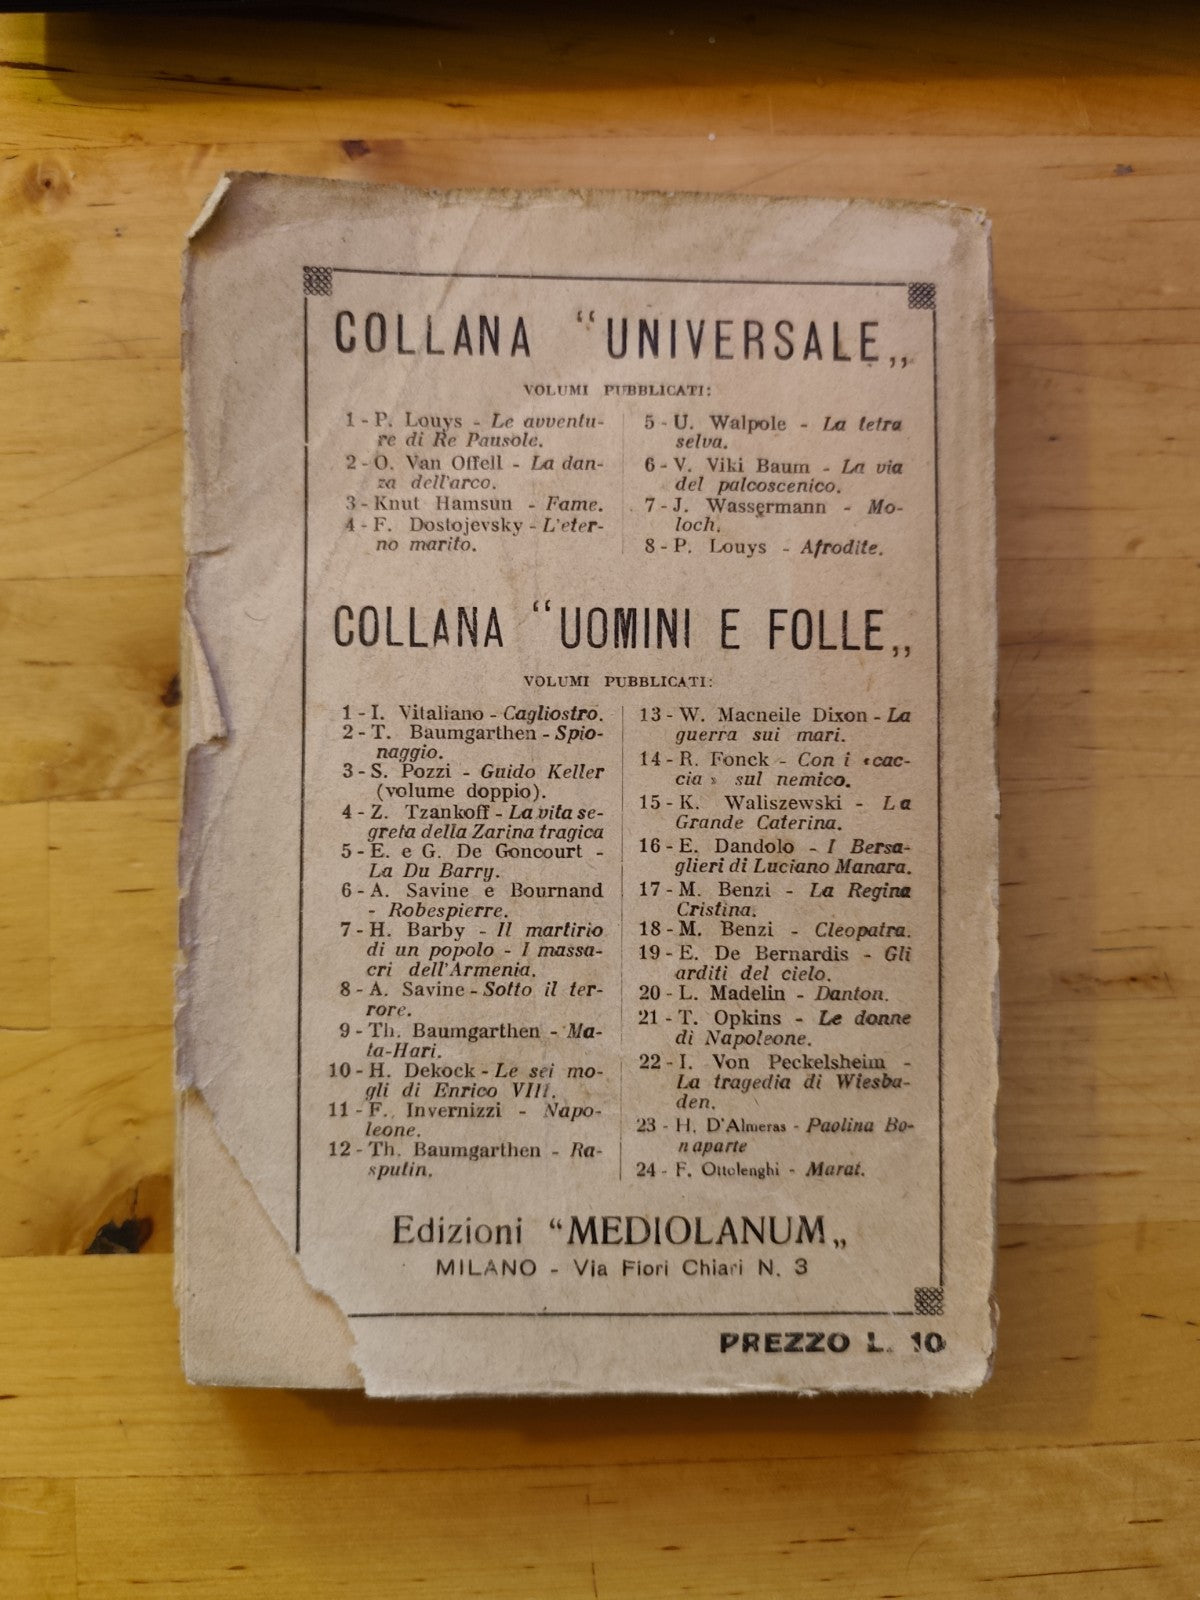 COLLANA “UNIVERSALE„
VOLUMI PUBBLICATI:
1 - P. Louys - Le avventu-
re di Re Pausole.
2 - O. Van Offell - La dan-
za dell'arco.
3 - Knut Hamsun - Fame.
4 - F. Dostojevsky - L'eter-
no marito.
5 - U. Walpole - La tetra
selva.
6 - V. Viki Baum - La via
del palcoscenico.
7 - J. Wassermann - Mo-
loch.
8 - P. Louys - Afrodite.
COLLANA “UOMINI E FOLLE„
VOLUMI PUBBLICATI:
1 - I. Vitaliano - Cagliostro.
2 - T. Baumgarthen - Spio-
naggio.
3 - S. Pozzi - Guido Keller
(volume doppio).
4 - Z. Tzankoff - La vita se-
greta della Zarina tragica
5 - E. e G. De Goncourt -
La Du Barry.
6 - A. Savine e Bournand
- Robespierre.
7 - H. Barby - Il martirio
di un popolo - I massa-
cri dell'Armenia.
8 - A. Savine - Sotto il ter-
rore.
9 - Th. Baumgarthen - Ma-
ta-Hari.
10 - H. Dekock - Le sei mo-
gli di Enrico VIII.
11 - F. Invernizzi - Napo-
leone.
12 - Th. Baumgarthen - Ra-
sputin.
13 - W. Macneile Dixon - La
guerra sui mari.
14 - R. Fonck - Con i «cac-
cia» sul nemico.
15 - K. Waliszewski - La
Grande Caterina.
16 - E. Dandolo - I Bersa-
glieri di Luciano Manara.
17 - M. Benzi - La Regina
Cristina.
18 - M. Benzi - Cleopatra.
19 - E. De Bernardis - Gli
arditi del cielo.
20 - L. Madelin - Danton.
21 - T. Opkins - Le donne
di Napoleone.
22 - I. Von Peckelsheim -
La tragedia di Wiesba-
den.
23 - H. D'Almeras - Paolina Bo-
naparte
24 - F. Ottolenghi - Marat.
Edizioni “MEDIOLANUM„
MILANO - Via Fiori Chiari N. 3
PREZZO L. 10